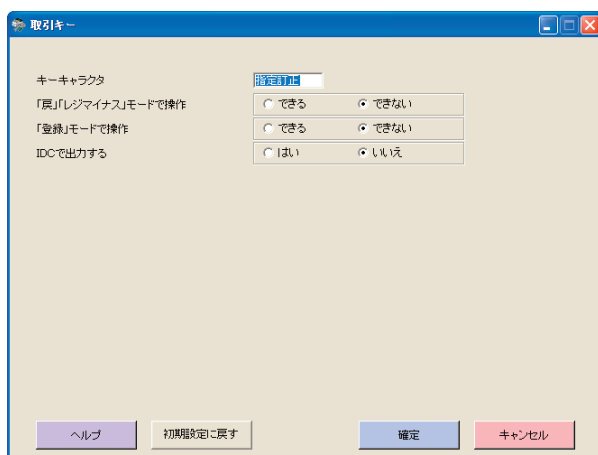 取引キー
キーキャラクタ 指定訂正
「戻」「レジマイナス」モードで操作 できる できない
「登録」モードで操作 できる できない
IDCで出力する はい いいえ
ヘルプ 初期設定に戻す 確定 キャンセル